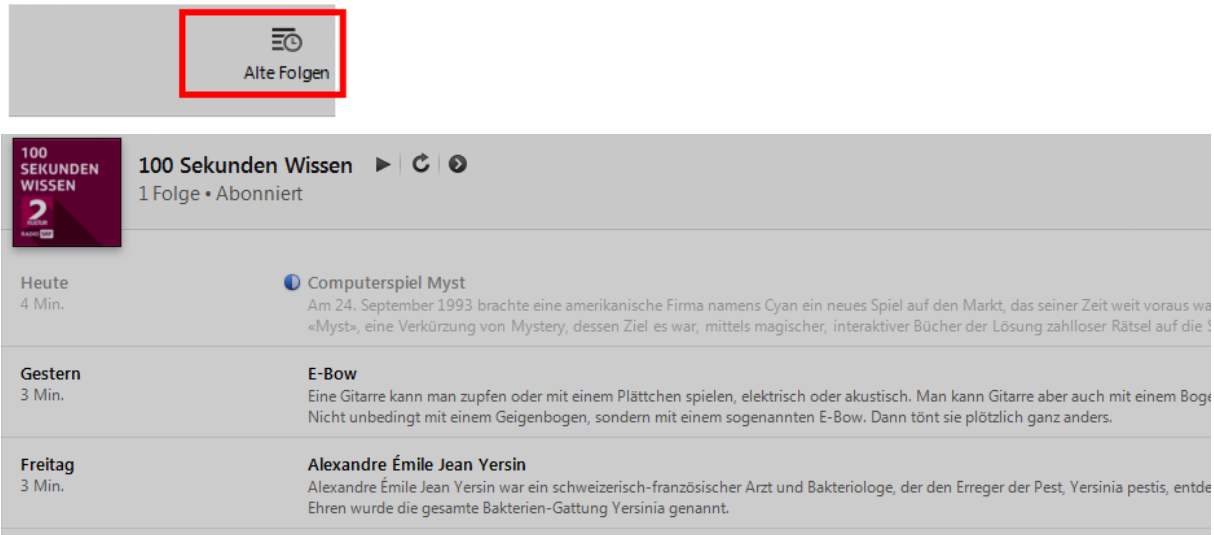 Alte Folgen
100
SEKUNDEN
WISSEN
2
KULTUR
RADIO SRF
100 Sekunden Wissen
1 Folge • Abonniert
Heute
4 Min.
Computerspiel Myst
Am 24. September 1993 brachte eine amerikanische Firma namens Cyan ein neues Spiel auf den Markt, das seiner Zeit weit voraus wa
«Myst», eine Verkürzung von Mystery, dessen Ziel es war, mittels magischer, interaktiver Bücher der Lösung zahlloser Rätsel auf die S
Gestern
3 Min.
E-Bow
Eine Gitarre kann man zupfen oder mit einem Plättchen spielen, elektrisch oder akustisch. Man kann Gitarre aber auch mit einem Boge
Nicht unbedingt mit einem Geigenbogen, sondern mit einem sogenannten E-Bow. Dann tönt sie plötzlich ganz anders.
Freitag
3 Min.
Alexandre Émile Jean Yersin
Alexandre Émile Jean Yersin war ein schweizerisch-französischer Arzt und Bakteriologe, der den Erreger der Pest, Yersinia pestis, entde
Ehren wurde die gesamte Bakterien-Gattung Yersinia genannt.